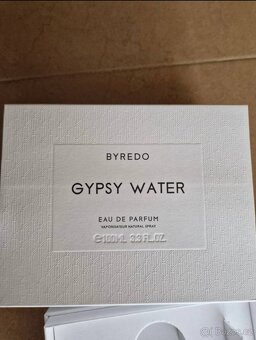 BYREDO
GYPSY WATER
EAU DE PARFUM
VAPORISATEUR NATURAL SPRAY
℮100ML 3.3 FL.OZ.